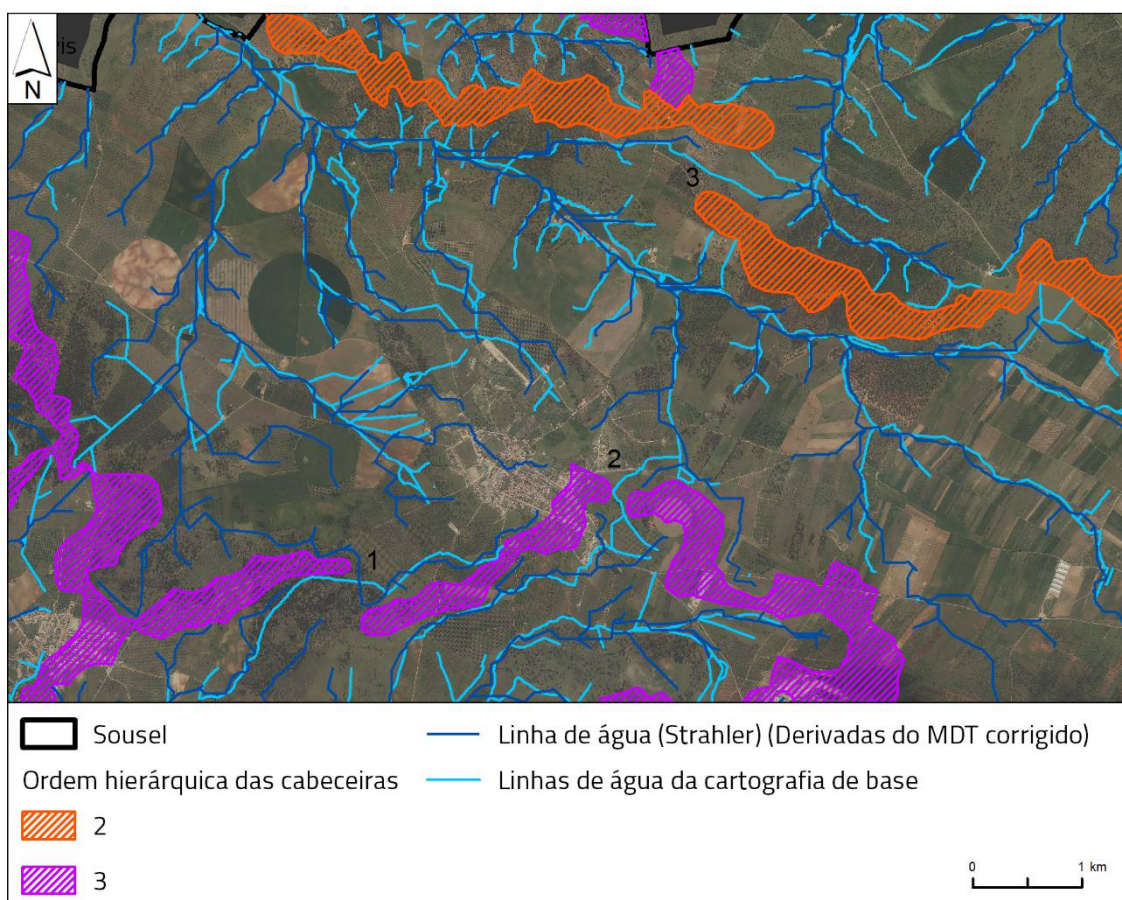 vis
N
3
2
1
Sousel
Linha de água (Strahler) (Derivadas do MDT corrigido)
Ordem hierárquica das cabeceiras
Linhas de água da cartografia de base
2
3
0 1 km